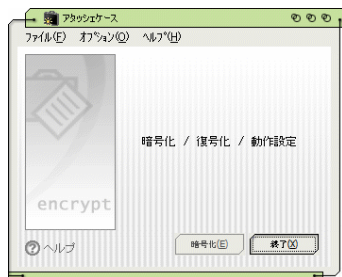 アタッシェケース
ファイル(F) オプション(O) ヘルプ(H)
暗号化 / 復号化 / 動作設定
encrypt
ヘルプ
暗号化(E) 終了(X)